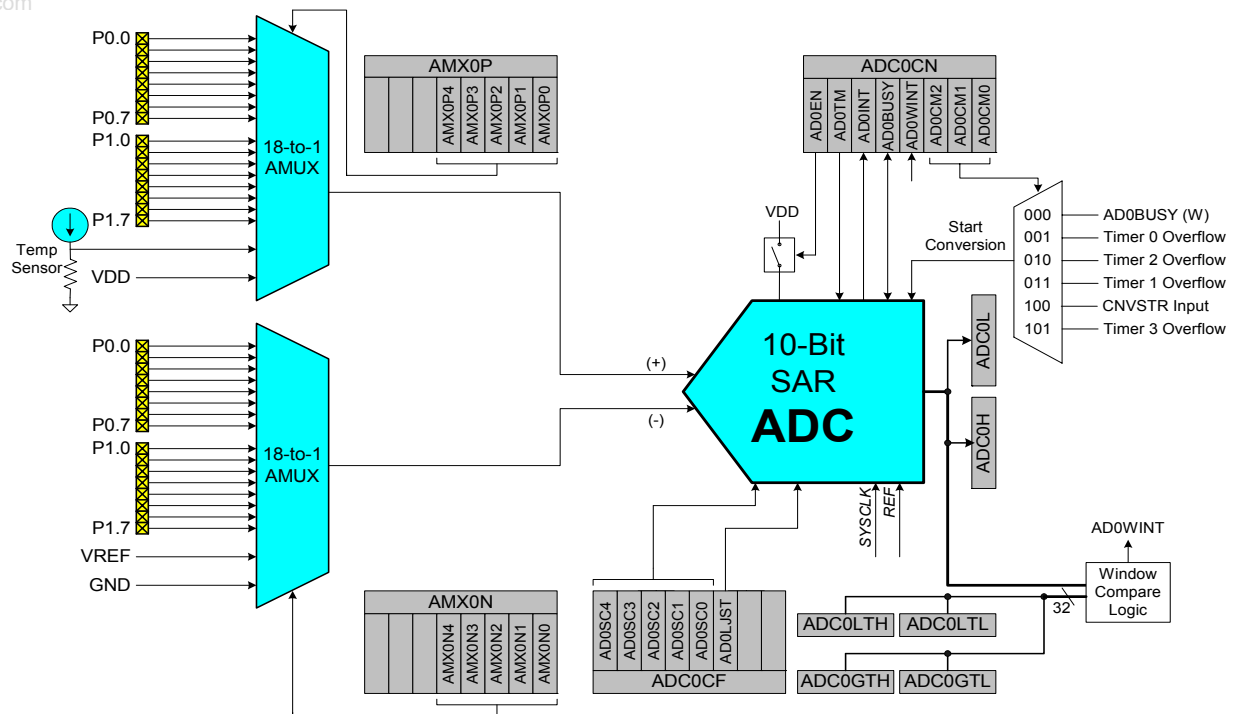 com
P0.0
P0.7
P1.0
P1.7
Temp
Sensor
VDD
18-to-1
AMUX
AMX0P
AMX0P4
AMX0P3
AMX0P2
AMX0P1
AMX0P0
ADC0CN
AD0EN
AD0TM
AD0INT
AD0BUSY
AD0WINT
AD0CM2
AD0CM1
AD0CM0
VDD
Start
Conversion
000
AD0BUSY (W)
001
Timer 0 Overflow
010
Timer 2 Overflow
011
Timer 1 Overflow
100
CNVSTR Input
101
Timer 3 Overflow
P0.0
P0.7
P1.0
P1.7
VREF
GND
18-to-1
AMUX
(+)
(-)
10-Bit
SAR
ADC
ADC0L
ADC0H
SYSCLK
REF
AMX0N
AMX0N4
AMX0N3
AMX0N2
AMX0N1
AMX0N0
AD0SC4
AD0SC3
AD0SC2
AD0SC1
AD0SC0
AD0LJST
ADC0CF
AD0WINT
Window
Compare
Logic
32
ADC0LTH
ADC0LTL
ADC0GTH
ADC0GTL